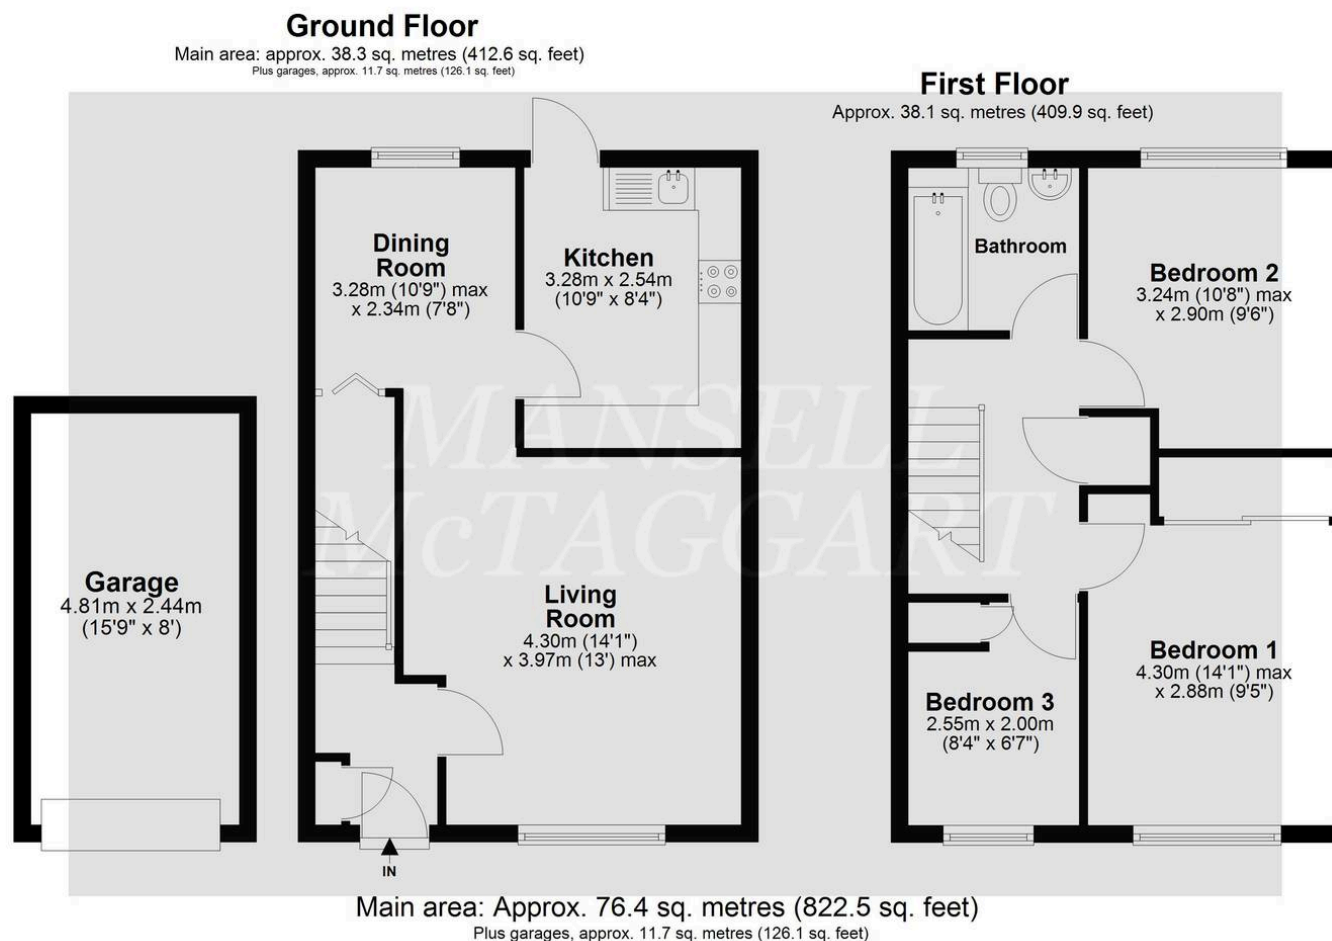 Ground Floor
Main area: approx. 38.3 sq. metres (412.6 sq. feet)
Plus garages, approx. 11.7 sq. metres (126.1 sq. feet)
First Floor
Approx. 38.1 sq. metres (409.9 sq. feet)
Dining
Room
3.28m (10'9") max
x 2.34m (7'8")
Kitchen
3.28m x 2.54m
(10'9" x 8'4")
Bathroom
Bedroom 2
3.24m (10'8") max
x 2.90m (9'6")
MANSELL
McTAGGART
Garage
4.81m x 2.44m
(15'9" x 8')
Living
Room
4.30m (14'1")
x 3.97m (13') max
Bedroom 3
2.55m x 2.00m
(8'4" x 6'7")
Bedroom 1
4.30m (14'1") max
x 2.88m (9'5")
IN
Main area: Approx. 76.4 sq. metres (822.5 sq. feet)
Plus garages, approx. 11.7 sq. metres (126.1 sq. feet)